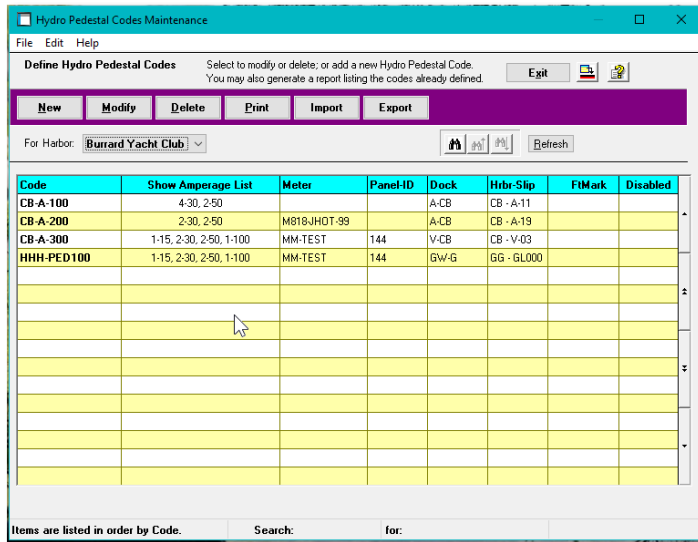 Hydro Pedestal Codes Maintenance
File Edit Help
Define Hydro Pedestal Codes
Select to modify or delete; or add a new Hydro Pedestal Code.
You may also generate a report listing the codes already defined.
Exit
New Modify Delete Print Import Export
For Harbor: Burrard Yacht Club Refresh
Code Show Amperage List Meter Panel-ID Dock Hrbr-Slip FtMark Disabled
CB-A-100 4-30, 2-50 A-CB CB - A-11
CB-A-200 2-30, 2-50 M818JHOT-99 A-CB CB - A-19
CB-A-300 1-15, 2-30, 2-50, 1-100 MM-TEST 144 V-CB CB - V-03
HHH-PED100 1-15, 2-30, 2-50, 1-100 MM-TEST 144 GW-G GG - GL000
Items are listed in order by Code. Search: for: